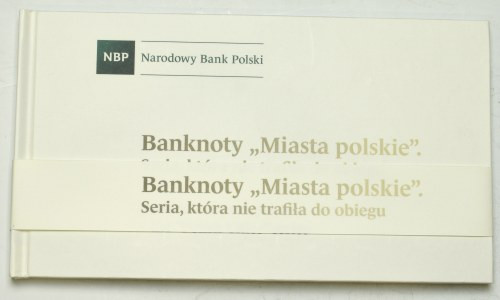 NBP Narodowy Bank Polski
Banknoty „Miasta polskie”.
Banknoty „Miasta polskie”.
Seria, która nie trafiła do obiegu